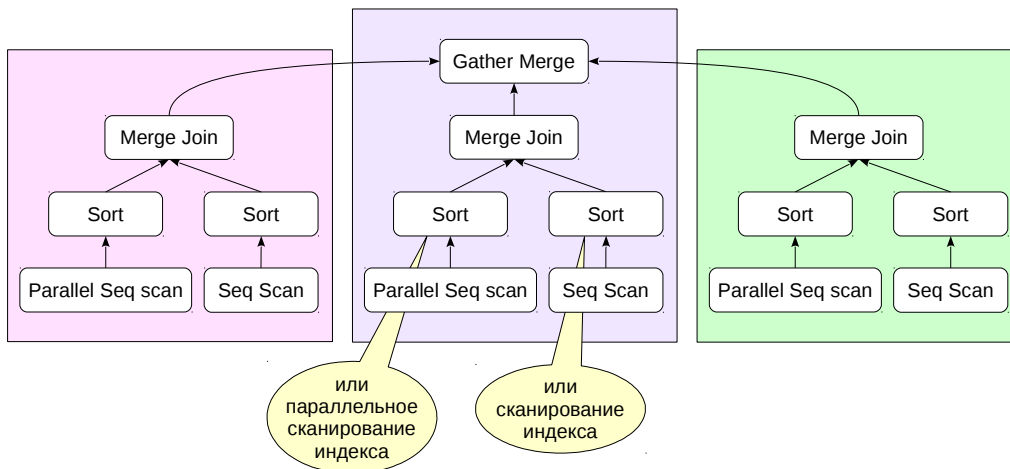 Gather Merge
Merge Join
Merge Join
Merge Join
Sort
Sort
Sort
Sort
Sort
Sort
Parallel Seq scan
Seq Scan
Parallel Seq scan
Seq Scan
Parallel Seq scan
Seq Scan
или
параллельное
сканирование
индекса
или
сканирование
индекса